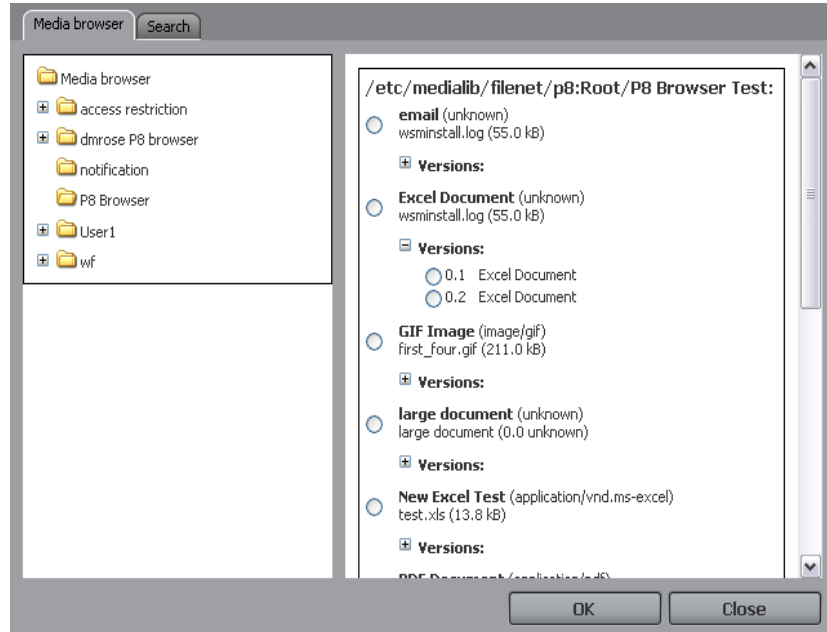 Media browser
Search
Media browser
access restriction
dmrose P8 browser
notification
P8 Browser
User1
wf
/etc/medialib/filenet/p8:Root/P8 Browser Test:
email (unknown)
wsminstall.log (55.0 kB)
Versions:
Excel Document (unknown)
wsminstall.log (55.0 kB)
Versions:
0.1 Excel Document
0.2 Excel Document
GIF Image (image/gif)
first_four.gif (211.0 kB)
Versions:
large document (unknown)
large document (0.0 unknown)
Versions:
New Excel Test (application/vnd.ms-excel)
test.xls (13.8 kB)
Versions:
PDF Document (application/pdf)
OK
Close